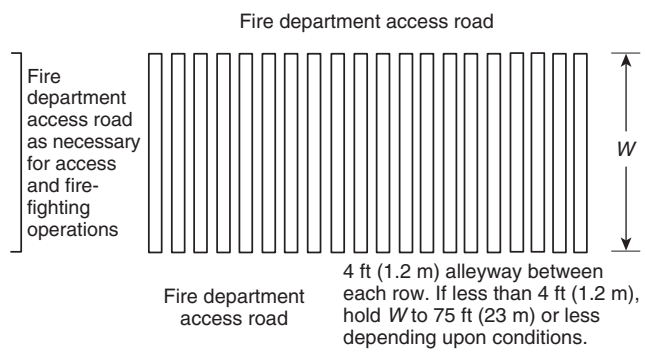 Fire department access road
Fire
department
access road
as necessary
for access
and fire-
fighting
operations
W
Fire department
access road
4 ft (1.2 m) alleyway between
each row. If less than 4 ft (1.2 m),
hold W to 75 ft (23 m) or less
depending upon conditions.